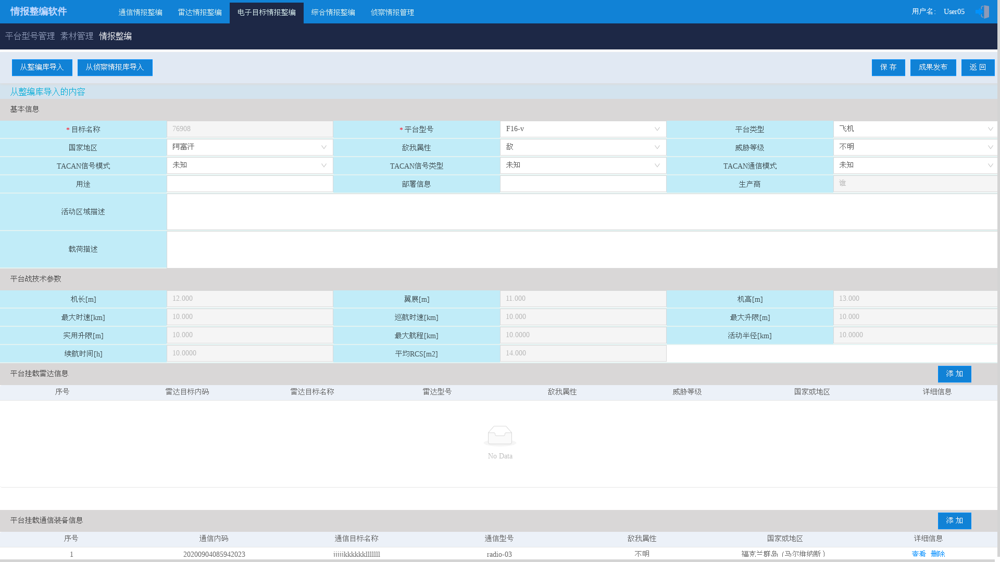 情报整编软件 通信情报整编 雷达情报整编 电子目标情报整编 综合情报整编 侦察情报管理 用户名： User05
平台型号管理 素材管理 情报整编
从整编库导入 从侦察情报库导入 保 存 成果发布 返 回
从整编库导入的内容
基本信息
* 目标名称 76908 * 平台型号 F16-v 平台类型 飞机
国家地区 阿富汗 敌我属性 敌 威胁等级 不明
TACAN信号模式 未知 TACAN信号类型 未知 TACAN通信模式 未知
用途 部署信息 生产商 谁
活动区域描述
载荷描述
平台战技术参数
机长[m] 12.000 翼展[m] 11.000 机高[m] 13.000
最大时速[km] 10.000 巡航时速[km] 10.000 最大升限[m] 10.000
实用升限[m] 10.000 最大航程[km] 10.0000 活动半径[km] 10.0000
续航时间[h] 10.0000 平均RCS[m2] 14.000
平台挂载雷达信息 添 加
序号 雷达目标内码 雷达目标名称 雷达型号 敌我属性 威胁等级 国家或地区 详细信息
No Data
平台挂载通信装备信息 添 加
序号 通信内码 通信目标名称 通信型号 敌我属性 国家或地区 详细信息
1 20200904085942023 radio-03 不明 福克兰群岛（马尔维纳斯） 查看 删除